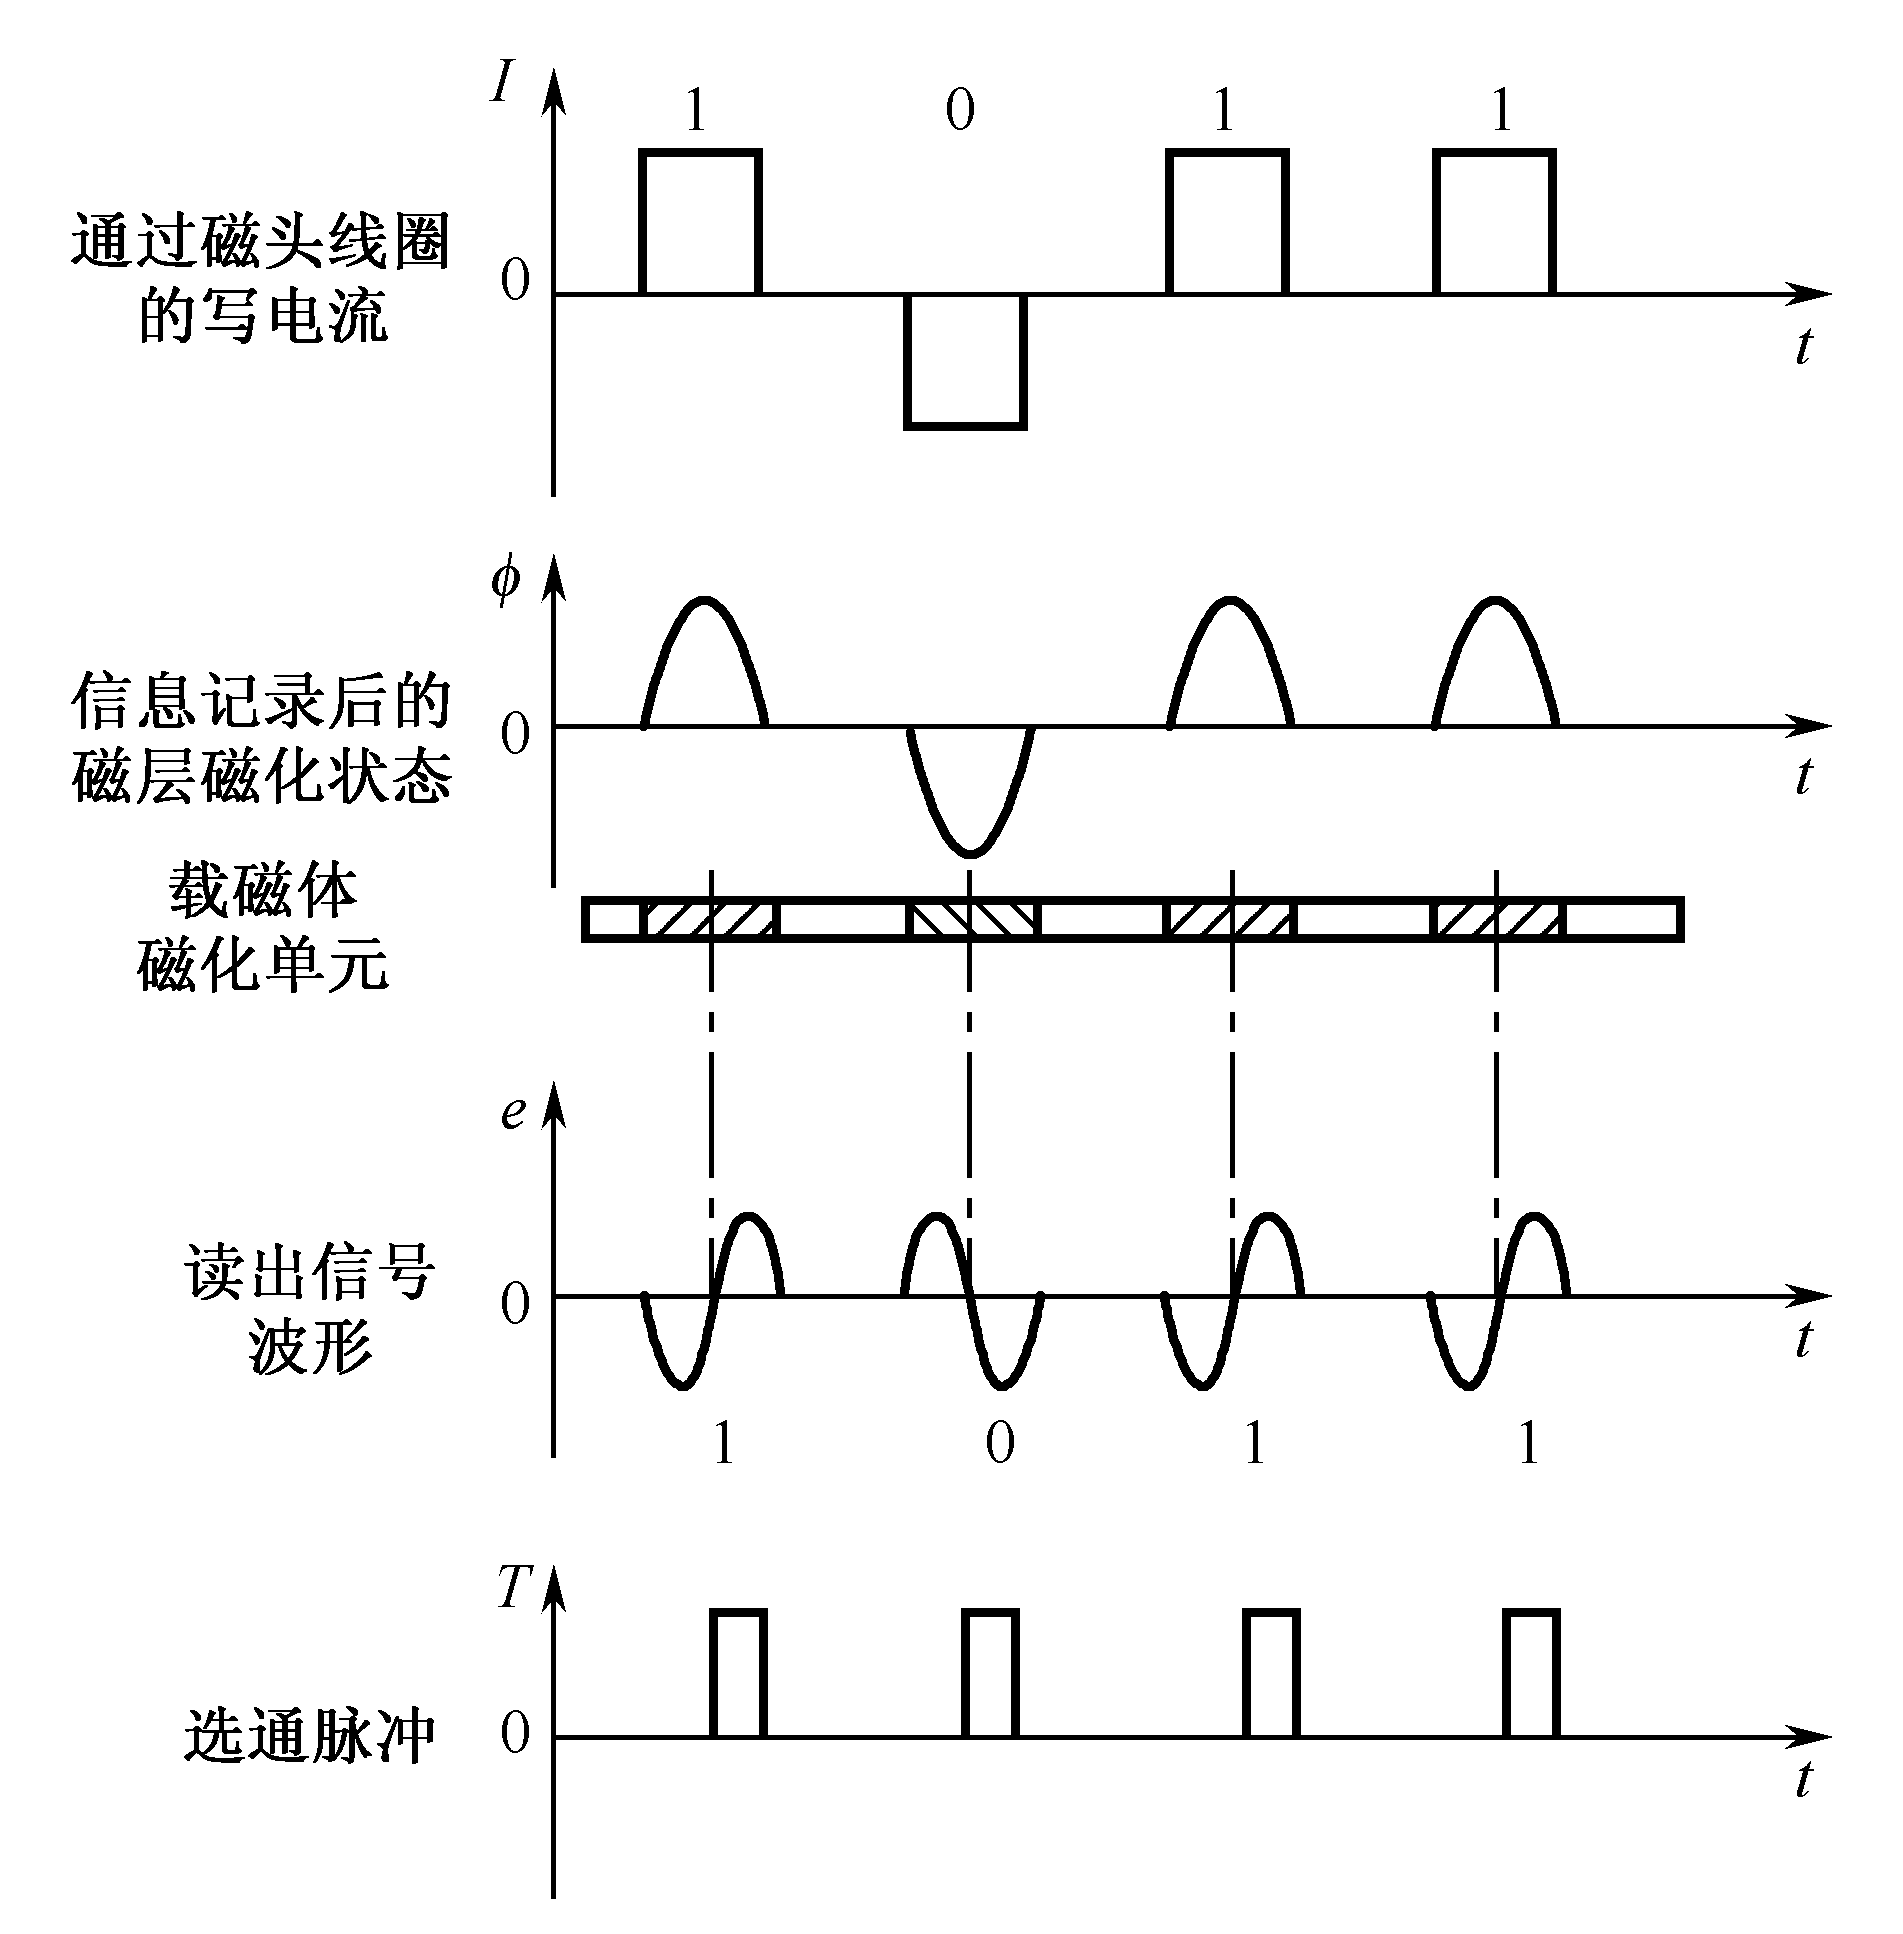 I
1 0 1 1
通过磁头线圈
的写电流
0
t
ϕ
信息记录后的
磁层磁化状态
0
t
载磁体
磁化单元
e
读出信号
波形
0
t
1 0 1 1
T
选通脉冲
0
t